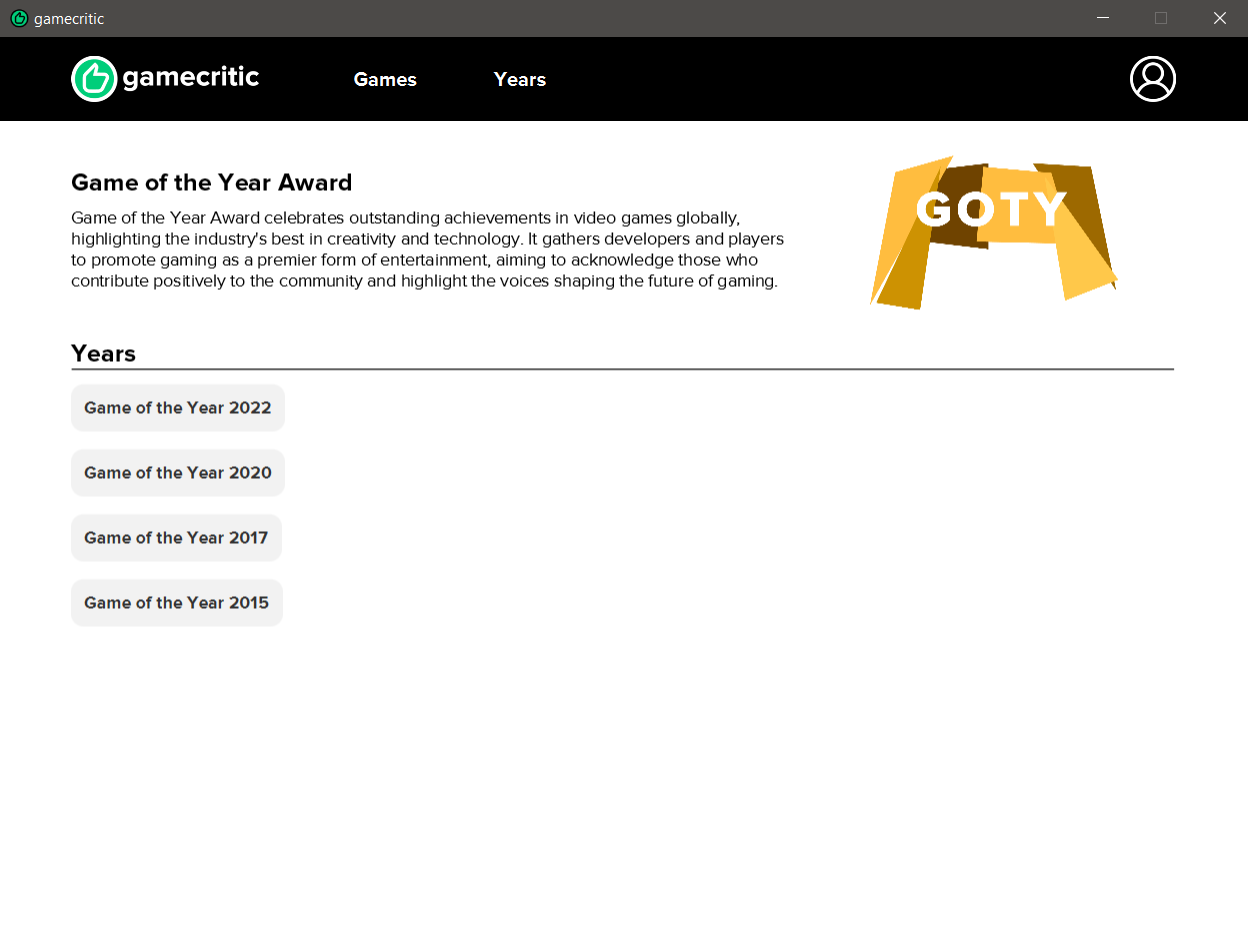 gamecritic
gamecritic
Games
Years
Game of the Year Award
Game of the Year Award celebrates outstanding achievements in video games globally,
highlighting the industry's best in creativity and technology. It gathers developers and players
to promote gaming as a premier form of entertainment, aiming to acknowledge those who
contribute positively to the community and highlight the voices shaping the future of gaming.
GOTY
Years
Game of the Year 2022
Game of the Year 2020
Game of the Year 2017
Game of the Year 2015